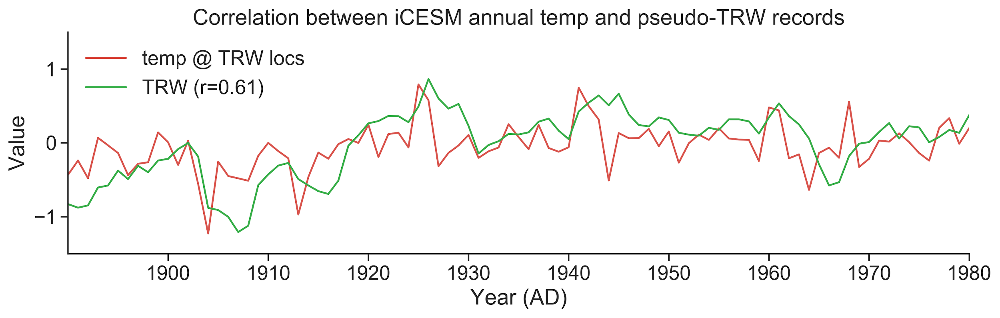 Correlation between iCESM annual temp and pseudo-TRW records
temp @ TRW locs
TRW (r=0.61)
Value
1
0
−1
1900 1910 1920 1930 1940 1950 1960 1970 1980
Year (AD)